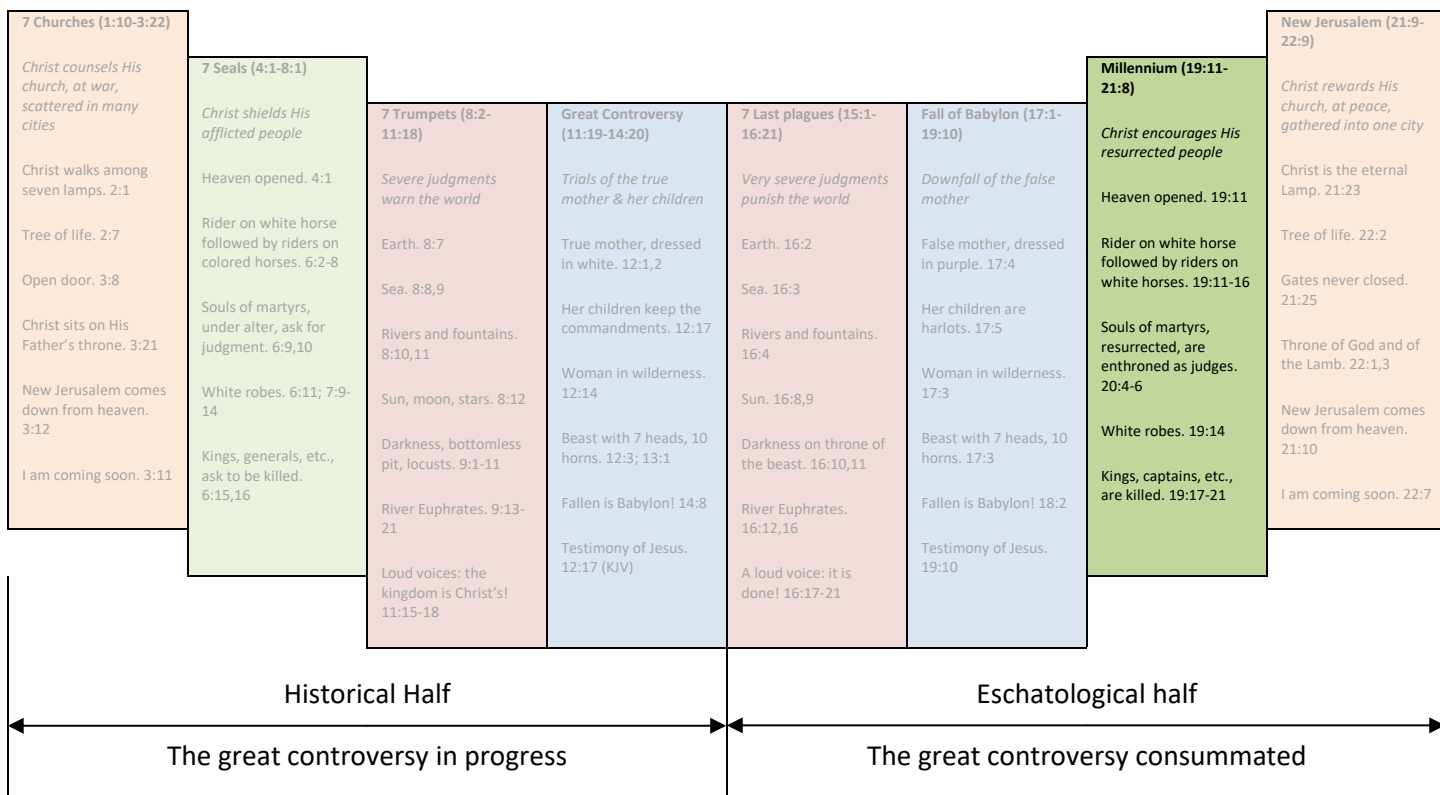 7 Churches (1:10-3:22)
Christ counsels His
church, at war,
scattered in many
cities
Christ walks among
seven lamps. 2:1
Tree of life. 2:7
Open door. 3:8
Christ sits on His
Father's throne. 3:21
New Jerusalem comes
down from heaven.
3:12
I am coming soon. 3:11
7 Seals (4:1-8:1)
Christ shields His
afflicted people
Heaven opened. 4:1
Rider on white horse
followed by riders on
colored horses. 6:2-8
Souls of martyrs,
under alter, ask for
judgment. 6:9,10
White robes. 6:11; 7:9-
14
Kings, generals, etc.,
ask to be killed.
6:15,16
7 Trumpets (8:2-
11:18)
Severe judgments
warn the world
Earth. 8:7
Sea. 8:8,9
Rivers and fountains.
8:10,11
Sun, moon, stars. 8:12
Darkness, bottomless
pit, locusts. 9:1-11
River Euphrates. 9:13-
21
Loud voices: the
kingdom is Christ's!
11:15-18
Great Controversy
(11:19-14:20)
Trials of the true
mother & her children
True mother, dressed
in white. 12:1,2
Her children keep the
commandments. 12:17
Woman in wilderness.
12:14
Beast with 7 heads, 10
horns. 12:3; 13:1
Fallen is Babylon! 14:8
Testimony of Jesus.
12:17 (KJV)
7 Last plagues (15:1-
16:21)
Very severe judgments
punish the world
Earth. 16:2
Sea. 16:3
Rivers and fountains.
16:4
Sun. 16:8,9
Darkness on throne of
the beast. 16:10,11
River Euphrates.
16:12,16
A loud voice: it is
done! 16:17-21
Fall of Babylon (17:1-
19:10)
Downfall of the false
mother
False mother, dressed
in purple. 17:4
Her children are
harlots. 17:5
Woman in wilderness.
17:3
Beast with 7 heads, 10
horns. 17:3
Fallen is Babylon! 18:2
Testimony of Jesus.
19:10
Millennium (19:11-
21:8)
Christ encourages His
resurrected people
Heaven opened. 19:11
Rider on white horse
followed by riders on
white horses. 19:11-16
Souls of martyrs,
resurrected, are
enthroned as judges.
20:4-6
White robes. 19:14
Kings, captains, etc.,
are killed. 19:17-21
New Jerusalem (21:9-
22:9)
Christ rewards His
church, at peace,
gathered into one city
Christ is the eternal
Lamp. 21:23
Tree of life. 22:2
Gates never closed.
21:25
Throne of God and of
the Lamb. 22:1,3
New Jerusalem comes
down from heaven.
21:10
I am coming soon. 22:7
Historical Half
The great controversy in progress
Eschatological half
The great controversy consummated